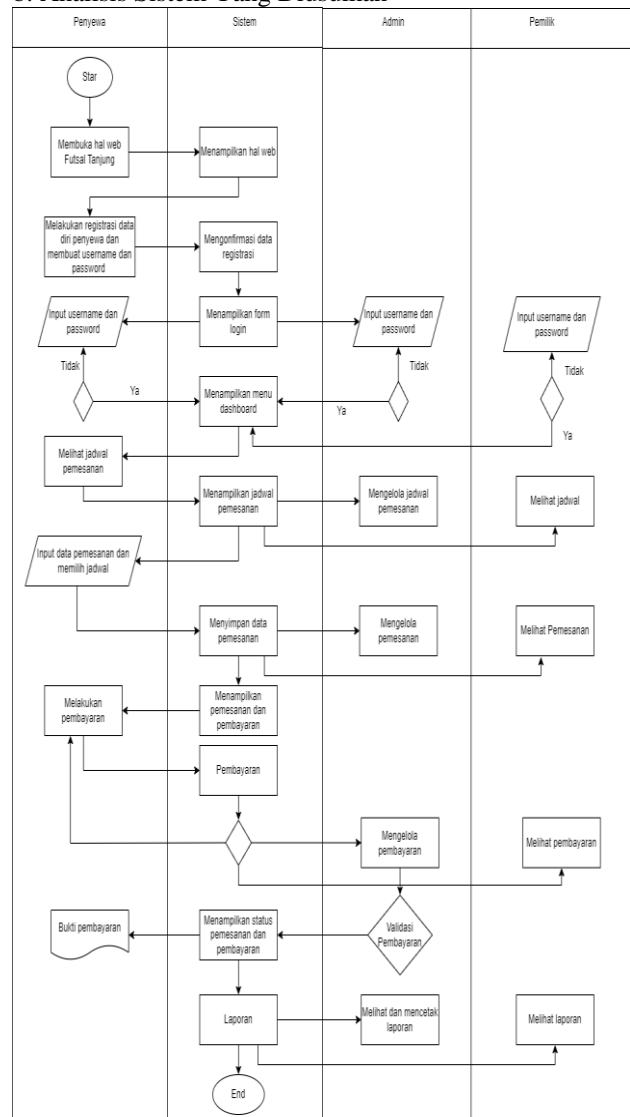 Penyewa
Sistem
Admin
Pemilik
Star
Membuka hal web
Futsal Tanjung
Menampilkan hal web
Melakukan registrasi data
diri penyewa dan
membuat username dan
password
Mengonfirmasi data
registrasi
Input username dan
password
Menampilkan form
login
Input username dan
password
Input username dan
password
Tidak
Tidak
Tidak
Ya
Menampilkan menu
dashboard
Ya
Ya
Melihat jadwal
pemesanan
Menampilkan jadwal
pemesanan
Mengelola jadwal
pemesanan
Melihat jadwal
Input data pemesanan dan
memilih jadwal
Menyimpan data
pemesanan
Mengelola
pemesanan
Melihat Pemesanan
Melakukan
pembayaran
Menampilkan
pemesanan dan
pembayaran
Pembayaran
Mengelola
pembayaran
Melihat pembayaran
Bukti pembayaran
Menampilkan status
pemesanan dan
pembayaran
Validasi
Pembayaran
Laporan
Melihat dan mencetak
laporan
Melihat laporan
End